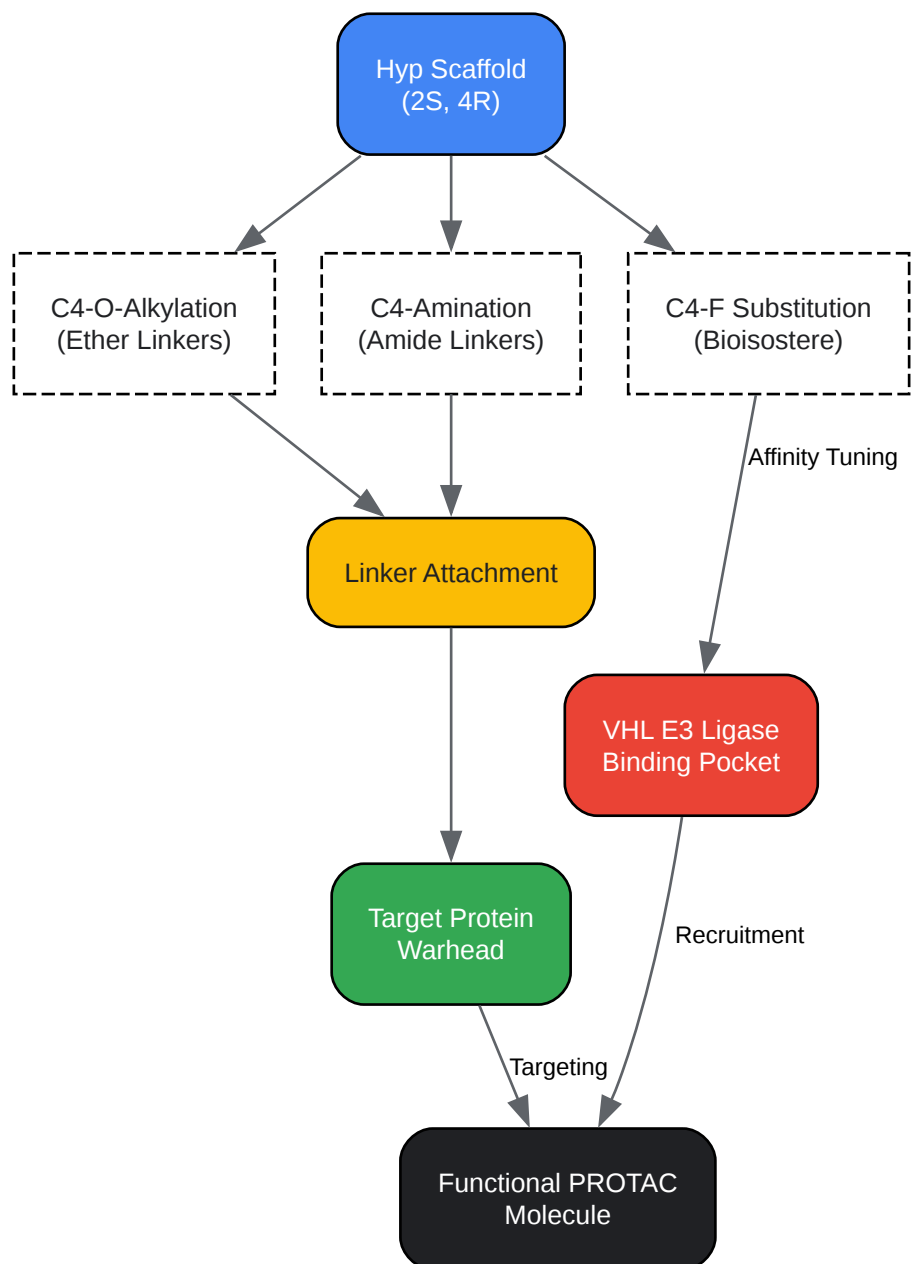 Hyp Scaffold
(2S, 4R)
C4-O-Alkylation
(Ether Linkers)
C4-Amination
(Amide Linkers)
C4-F Substitution
(Bioisostere)
Affinity Tuning
Linker Attachment
VHL E3 Ligase
Binding Pocket
Target Protein
Warhead
Recruitment
Targeting
Functional PROTAC
Molecule